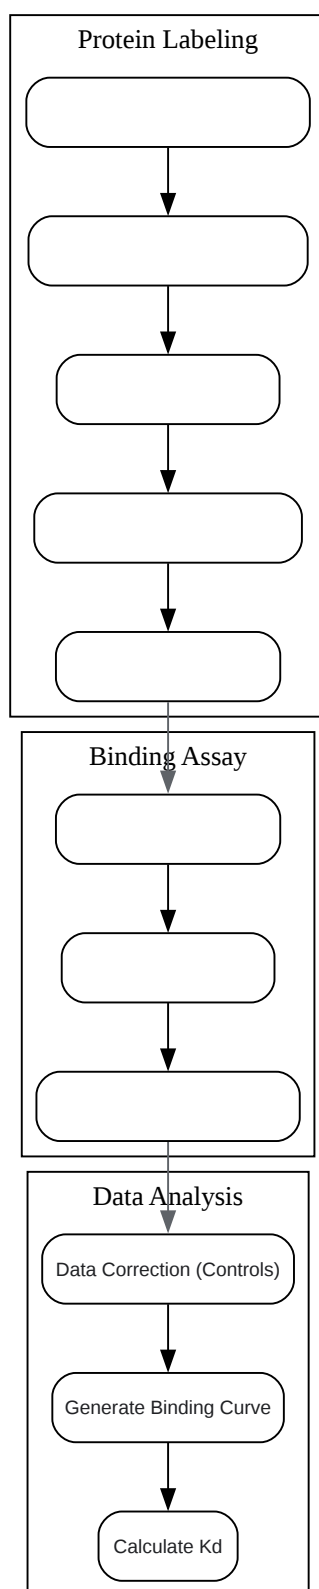 Protein Labeling
Binding Assay
Data Analysis
Data Correction (Controls)
Generate Binding Curve
Calculate Kd